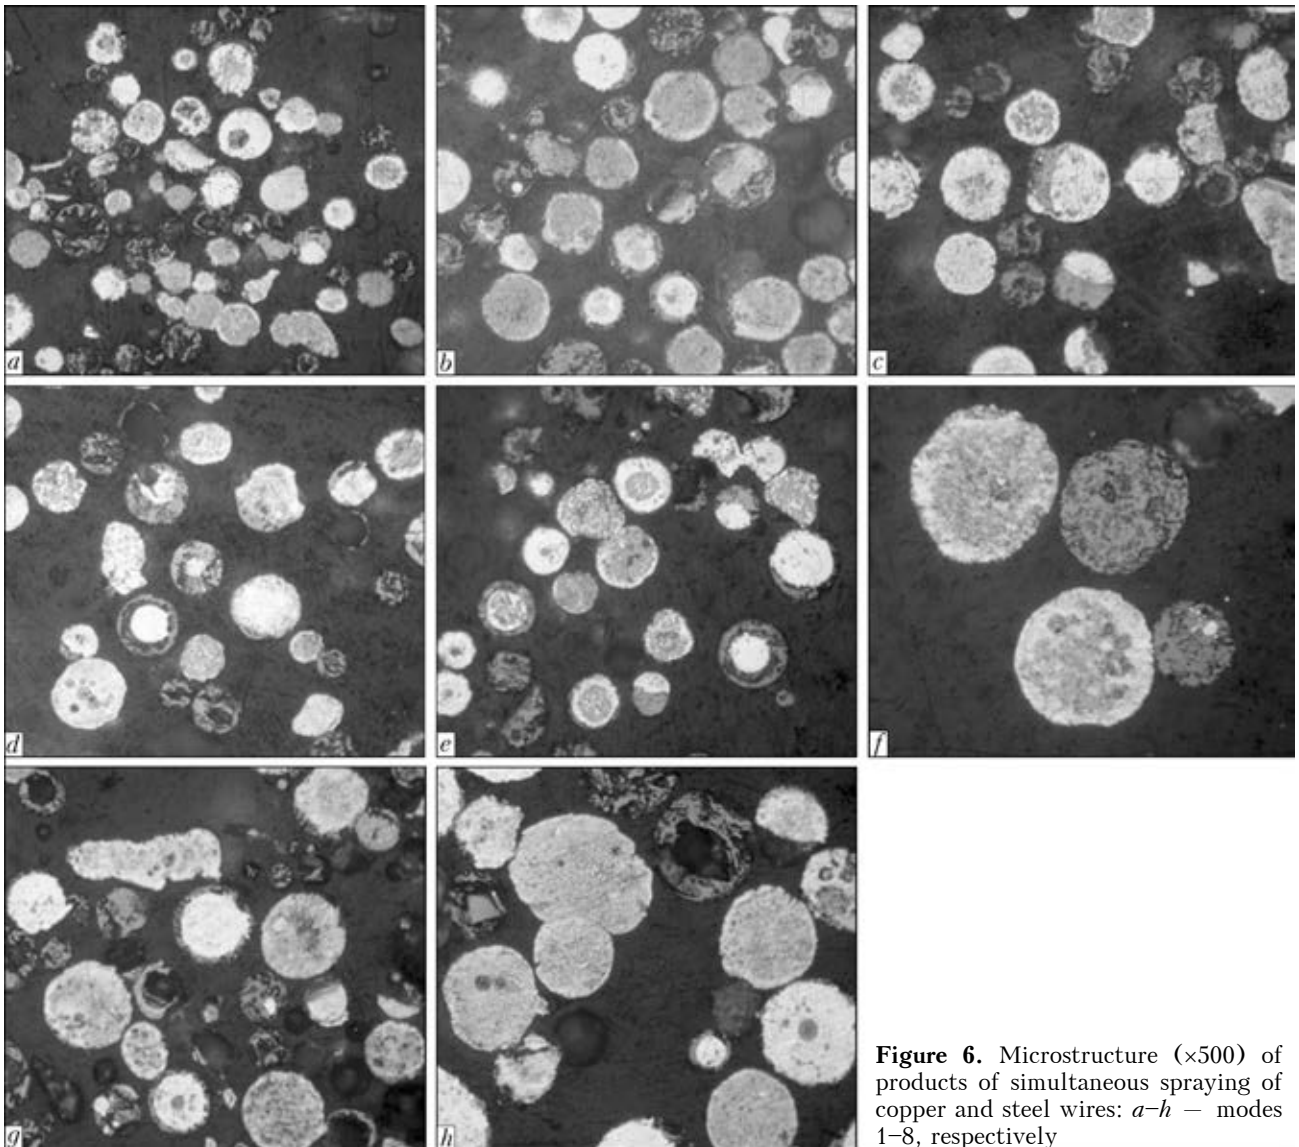 a
b
c
d
e
f
g
h
Figure 6. Microstructure (×500) of
products of simultaneous spraying of
copper and steel wires: a–h — modes
1–8, respectively